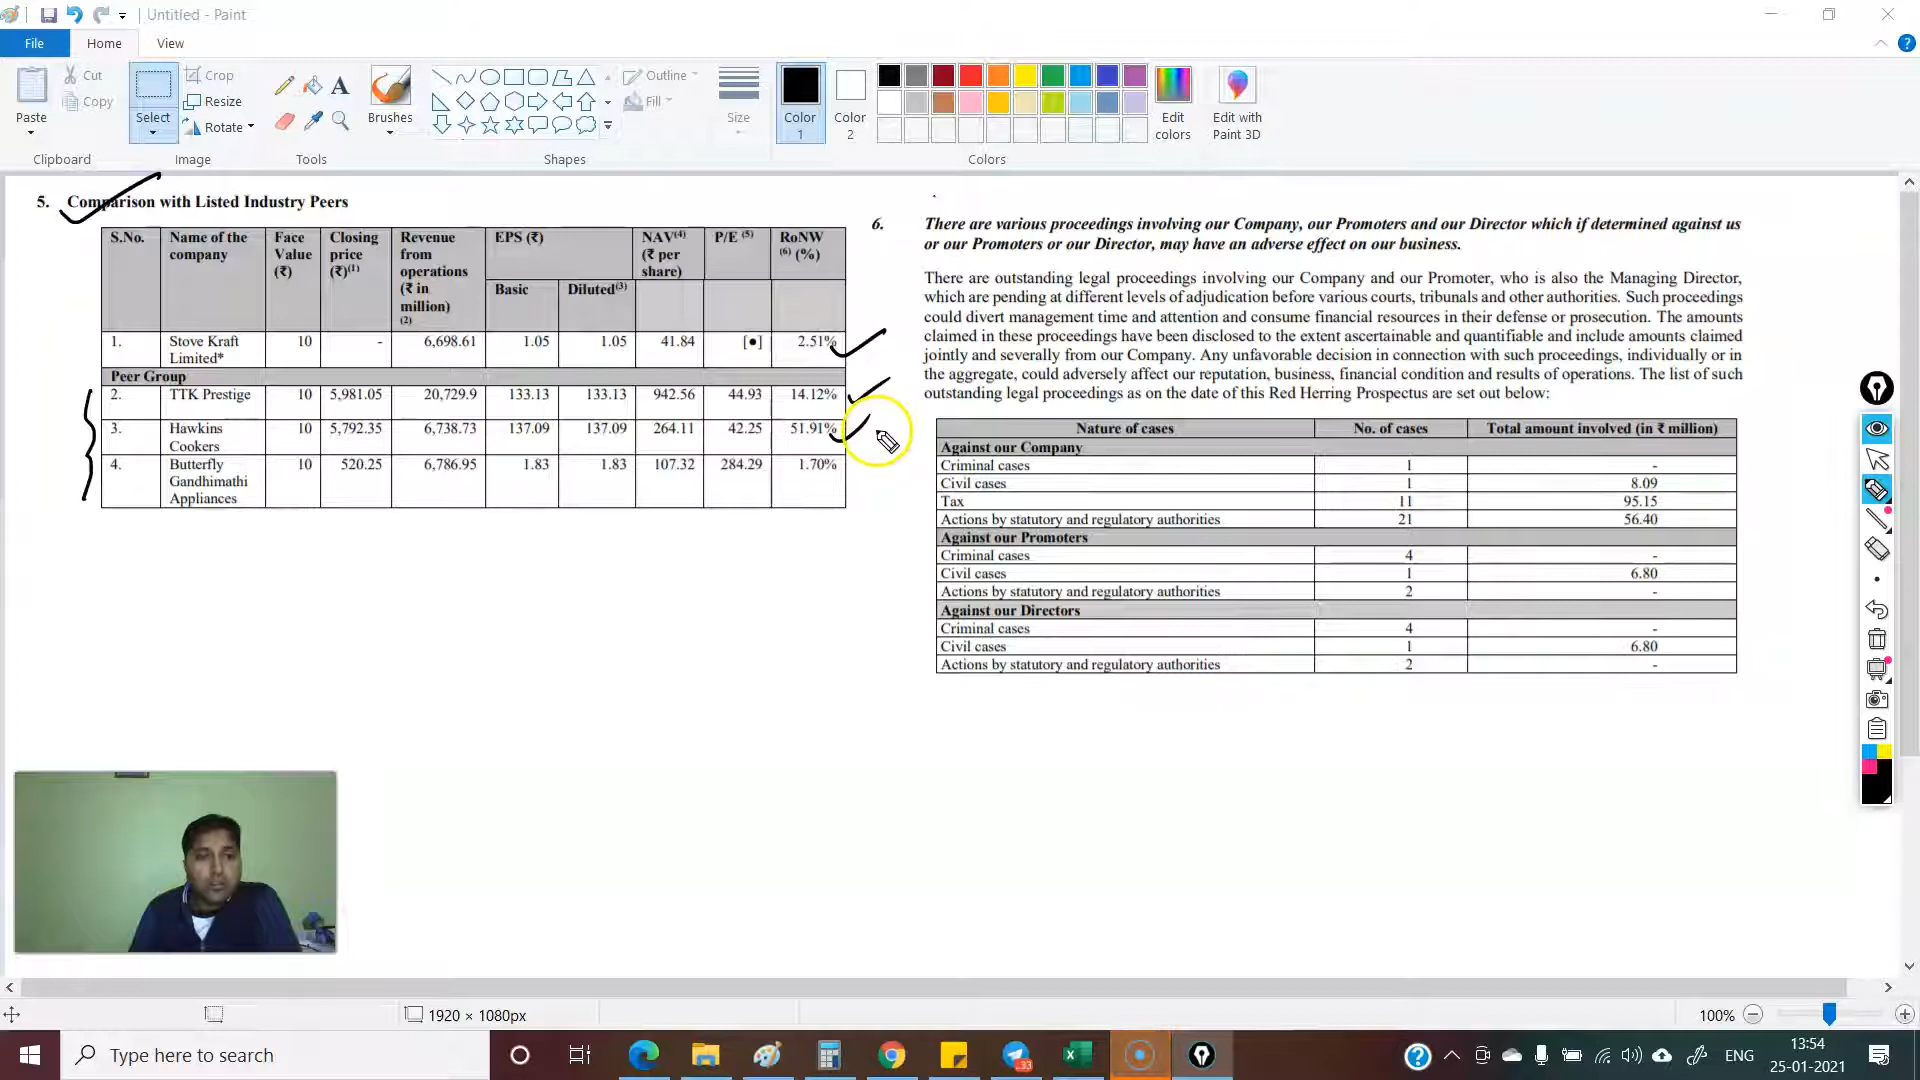 Untitled - Paint
File Home View
Paste
Cut
Copy
Clipboard
Select
Crop
Resize
Rotate
Image
A
Tools
Brushes
Outline
Fill
Shapes
Size
Color 1
Color 2
Edit colors
Edit with Paint 3D
Colors
5. Comparison with Listed Industry Peers
S.No. Name of the company Face Value (₹) Closing price (₹)(1) Revenue from operations (₹ in million) (2) EPS (₹) NAV(4) (₹ per share) P/E (5) RoNW (6) (%)
Basic Diluted(3)
1. Stove Kraft Limited* 10 - 6,698.61 1.05 1.05 41.84 [●] 2.51%
Peer Group
2. TTK Prestige 10 5,981.05 20,729.9 133.13 133.13 942.56 44.93 14.12%
3. Hawkins Cookers 10 5,792.35 6,738.73 137.09 137.09 264.11 42.25 51.91%
4. Butterfly Gandhimathi Appliances 10 520.25 6,786.95 1.83 1.83 107.32 284.29 1.70%
6. There are various proceedings involving our Company, our Promoters and our Director which if determined against us
or our Promoters or our Director, may have an adverse effect on our business.
There are outstanding legal proceedings involving our Company and our Promoter, who is also the Managing Director,
which are pending at different levels of adjudication before various courts, tribunals and other authorities. Such proceedings
could divert management time and attention and consume financial resources in their defense or prosecution. The amounts
claimed in these proceedings have been disclosed to the extent ascertainable and quantifiable and include amounts claimed
jointly and severally from our Company. Any unfavorable decision in connection with such proceedings, individually or in
the aggregate, could adversely affect our reputation, business, financial condition and results of operations. The list of such
outstanding legal proceedings as on the date of this Red Herring Prospectus are set out below:
Nature of cases No. of cases Total amount involved (in ₹ million)
Against our Company
Criminal cases 1 -
Civil cases 1 8.09
Tax 11 95.15
Actions by statutory and regulatory authorities 21 56.40
Against our Promoters
Criminal cases 4 -
Civil cases 1 6.80
Actions by statutory and regulatory authorities 2 -
Against our Directors
Criminal cases 4 -
Civil cases 1 6.80
Actions by statutory and regulatory authorities 2 -
1920 × 1080px
100%
Type here to search
33
ENG
13:54
25-01-2021